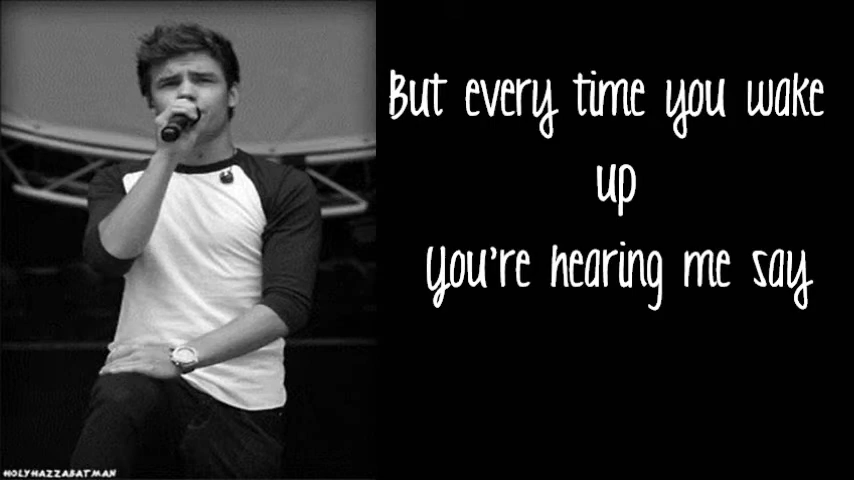 But every time you wake
up
You're hearing me say
HOLYHAZZABATMAN